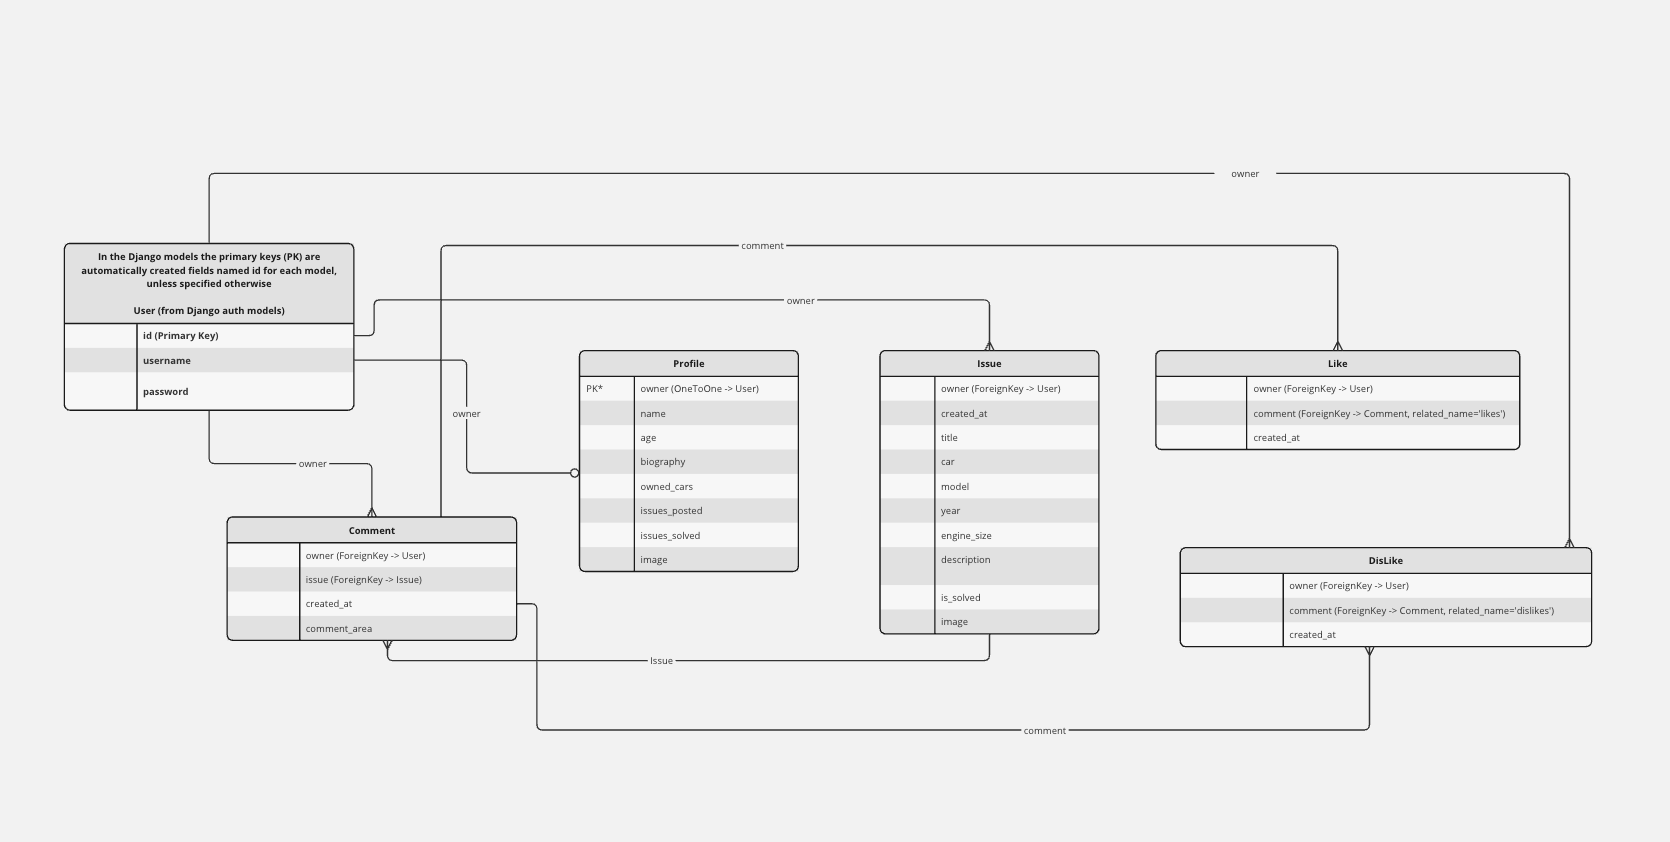 owner
comment
owner
In the Django models the primary keys (PK) are
automatically created fields named id for each model,
unless specified otherwise
User (from Django auth models)
id (Primary Key)
username
password
owner
owner
Profile
PK* owner (OneToOne -> User)
name
age
biography
owned_cars
issues_posted
issues_solved
image
Issue
owner (ForeignKey -> User)
created_at
title
car
model
year
engine_size
description
is_solved
image
Like
owner (ForeignKey -> User)
comment (ForeignKey -> Comment, related_name='likes')
created_at
Comment
owner (ForeignKey -> User)
issue (ForeignKey -> Issue)
created_at
comment_area
DisLike
owner (ForeignKey -> User)
comment (ForeignKey -> Comment, related_name='dislikes')
created_at
Issue
comment